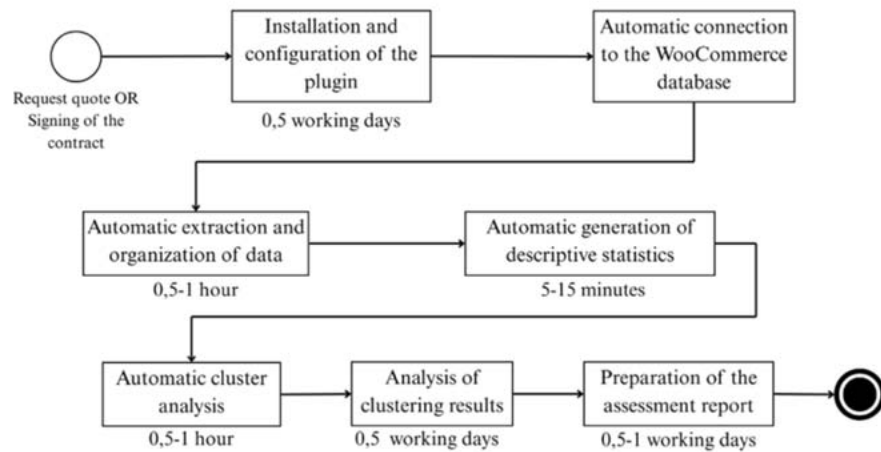 Request quote OR
Signing of the
contract
Installation and
configuration of the
plugin
0,5 working days
Automatic connection
to the WooCommerce
database
Automatic extraction and
organization of data
0,5-1 hour
Automatic generation of
descriptive statistics
5-15 minutes
Automatic cluster
analysis
0,5-1 hour
Analysis of
clustering results
0,5 working days
Preparation of the
assessment report
0,5-1 working days